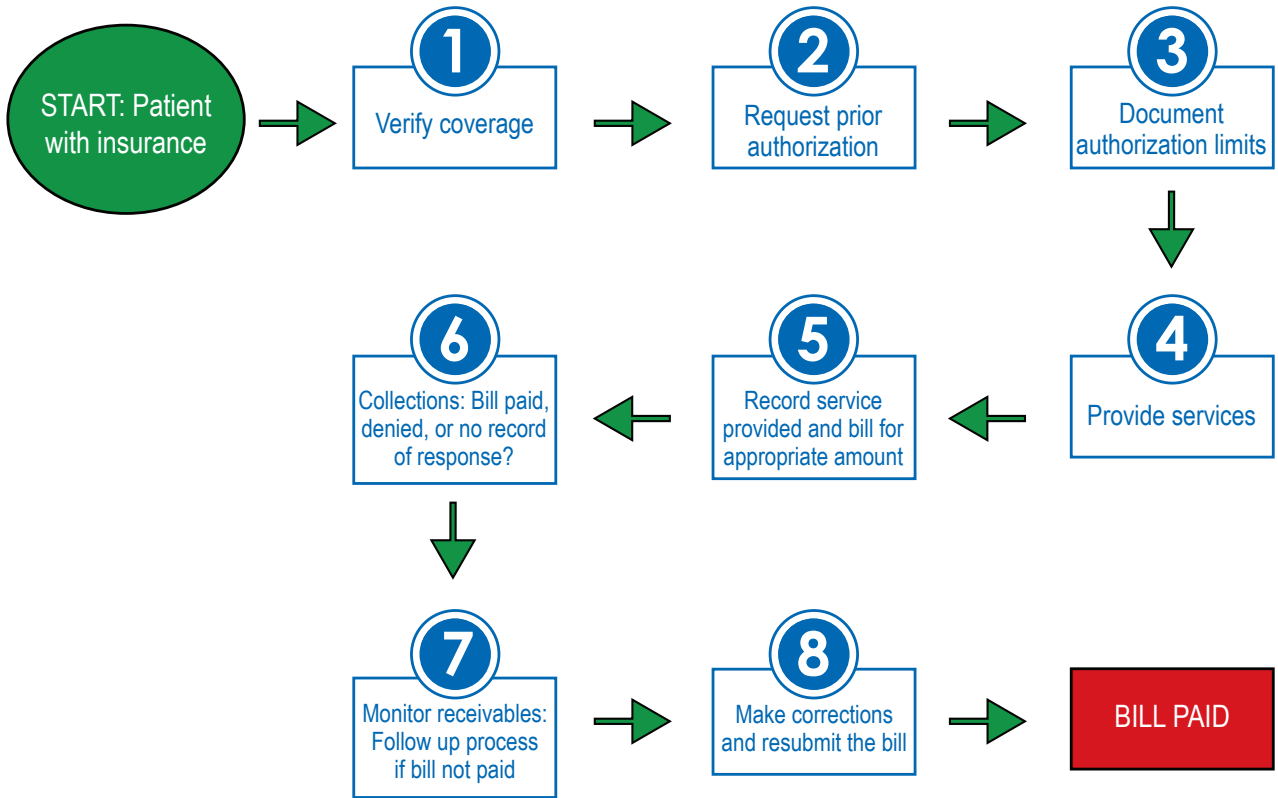 START: Patient
with insurance
1
Verify coverage
2
Request prior
authorization
3
Document
authorization limits
4
Provide services
5
Record service
provided and bill for
appropriate amount
6
Collections: Bill paid,
denied, or no record
of response?
7
Monitor receivables:
Follow up process
if bill not paid
8
Make corrections
and resubmit the bill
BILL PAID